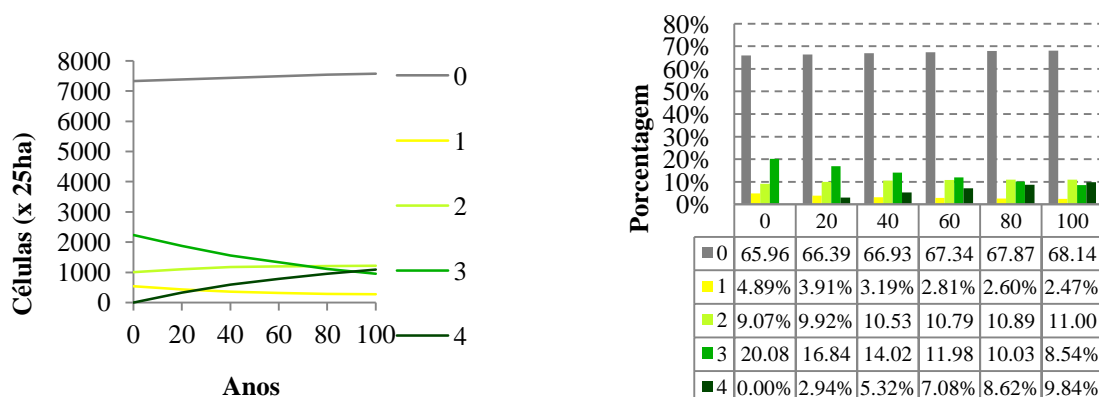 Células (x 25ha)
8000
7000
6000
5000
4000
3000
2000
1000
0
0 20 40 60 80 100
Anos
0
1
2
3
4
Porcentagem
80%
70%
60%
50%
40%
30%
20%
10%
0%
0 20 40 60 80 100
0 65.96 66.39 66.93 67.34 67.87 68.14
1 4.89% 3.91% 3.19% 2.81% 2.60% 2.47%
2 9.07% 9.92% 10.53 10.79 10.89 11.00
3 20.08 16.84 14.02 11.98 10.03 8.54%
4 0.00% 2.94% 5.32% 7.08% 8.62% 9.84%